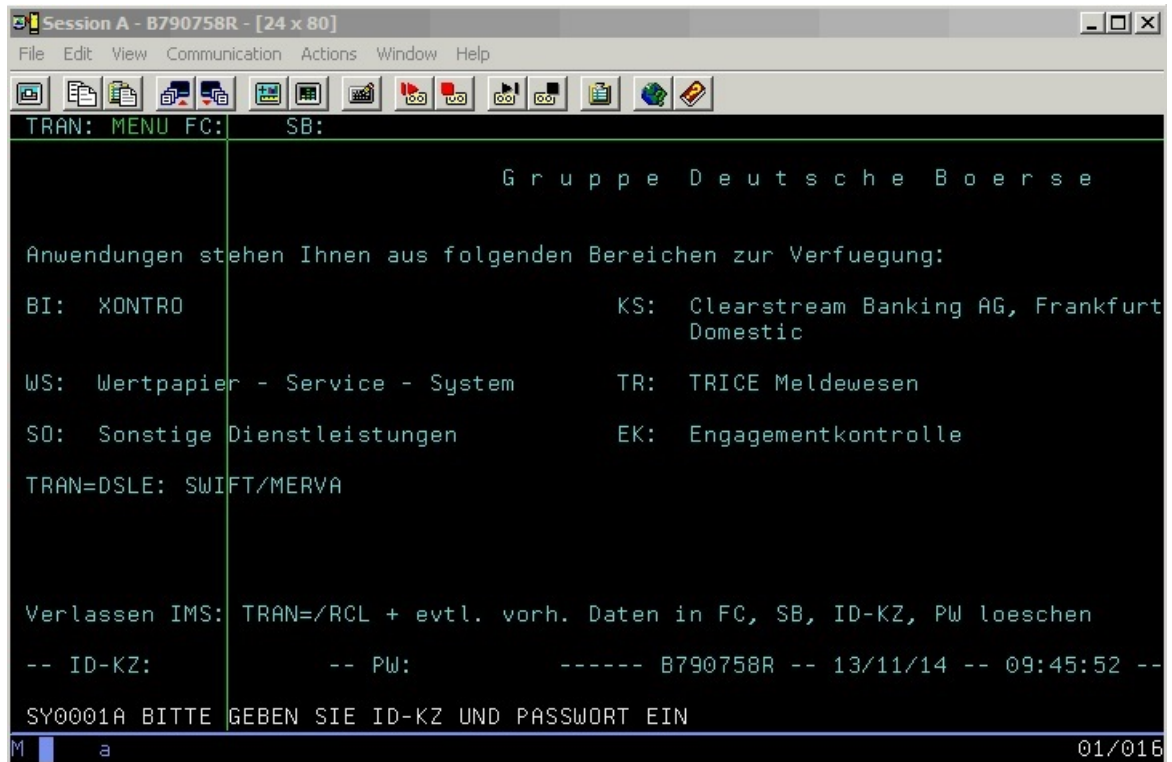 Session A - B790758R - [24 x 80]
File Edit View Communication Actions Window Help
TRAN: MENU FC: SB:
Gruppe Deutsche Boerse
Anwendungen stehen Ihnen aus folgenden Bereichen zur Verfuegung:
BI: XONTRO KS: Clearstream Banking AG, Frankfurt
Domestic
WS: Wertpapier - Service - System TR: TRICE Meldewesen
SO: Sonstige Dienstleistungen EK: Engagementkontrolle
TRAN=DSLE: SWIFT/MERVA
Verlassen IMS: TRAN=/RCL + evtl. vorh. Daten in FC, SB, ID-KZ, PW loeschen
-- ID-KZ: -- PW: ------ B790758R -- 13/11/14 -- 09:45:52 --
SY0001A BITTE GEBEN SIE ID-KZ UND PASSWORT EIN
M a 01/016